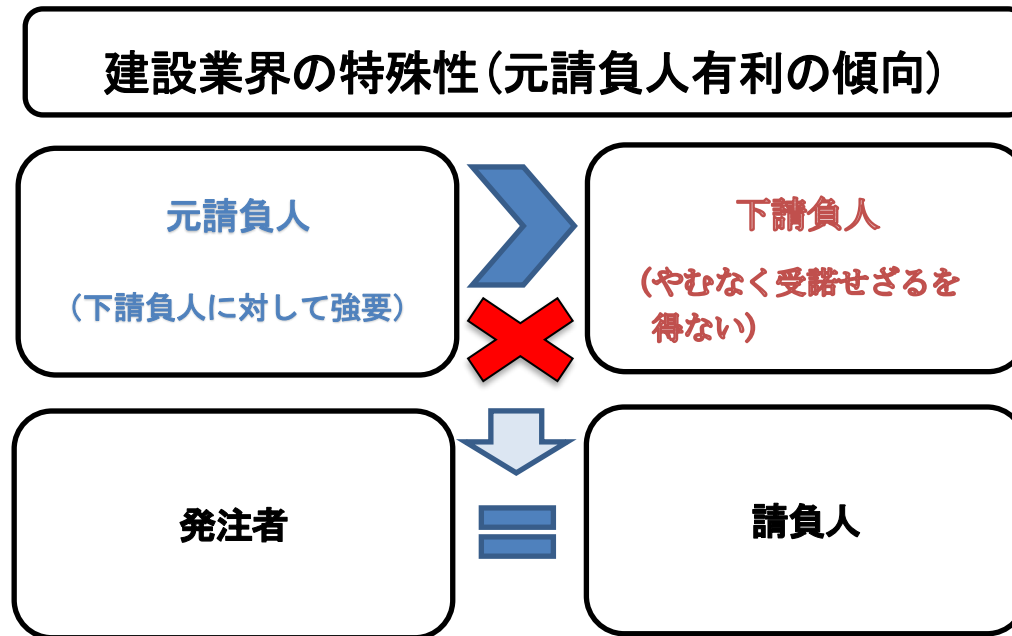 建設業界の特殊性(元請負人有利の傾向)
元請負人
(下請負人に対して強要)
下請負人
(やむなく受諾せざるを
得ない)
発注者
請負人